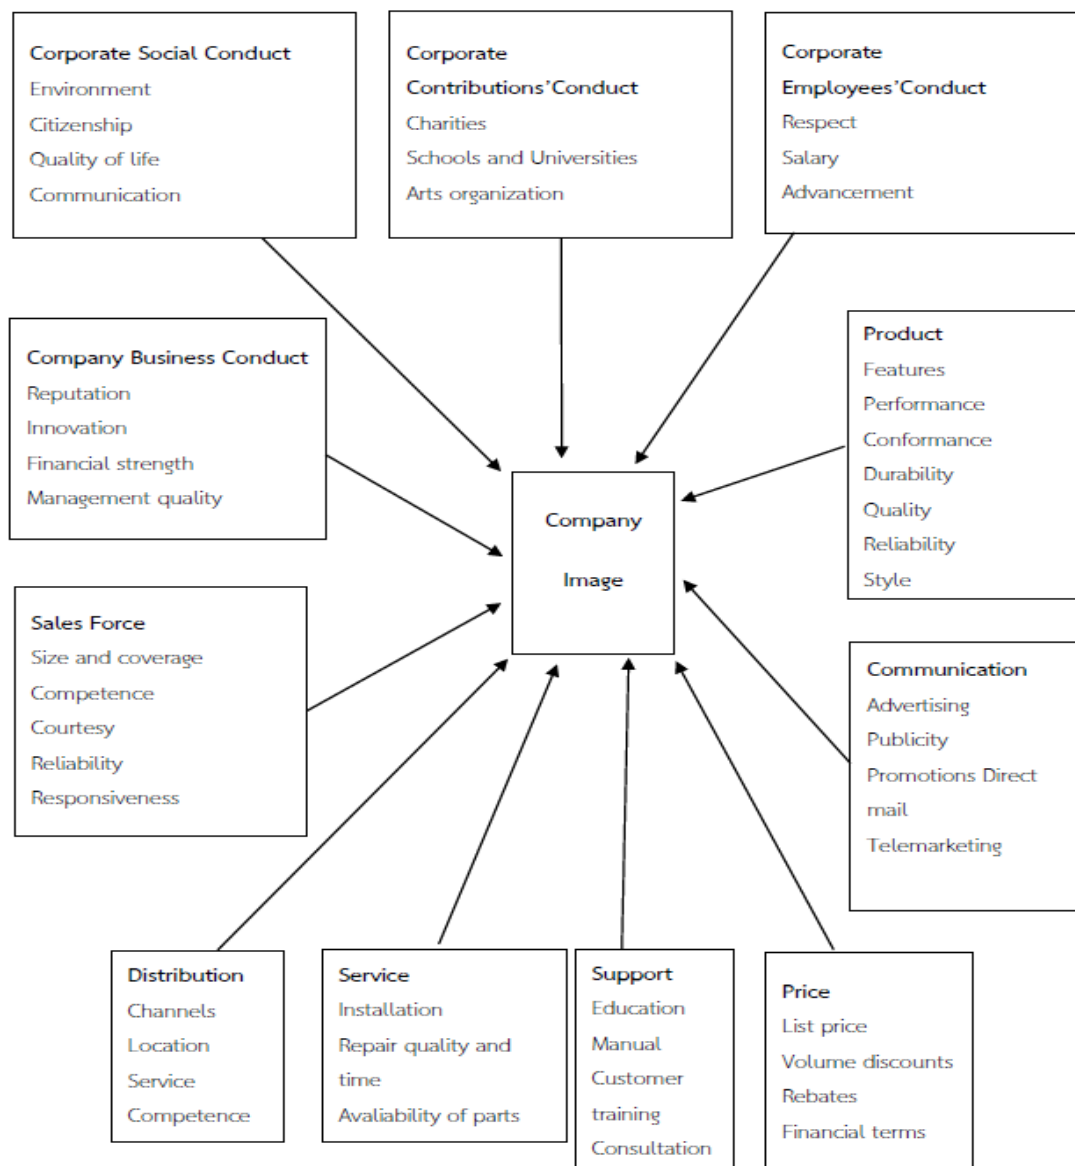 Corporate Social Conduct
Environment
Citizenship
Quality of life
Communication
Corporate
Contributions'Conduct
Charities
Schools and Universities
Arts organization
Corporate
Employees'Conduct
Respect
Salary
Advancement
Company Business Conduct
Reputation
Innovation
Financial strength
Management quality
Product
Features
Performance
Conformance
Durability
Quality
Reliability
Style
Company
Image
Sales Force
Size and coverage
Competence
Courtesy
Reliability
Responsiveness
Communication
Advertising
Publicity
Promotions Direct
mail
Telemarketing
Distribution
Channels
Location
Service
Competence
Service
Installation
Repair quality and
time
Avaliability of parts
Support
Education
Manual
Customer
training
Consultation
Price
List price
Volume discounts
Rebates
Financial terms